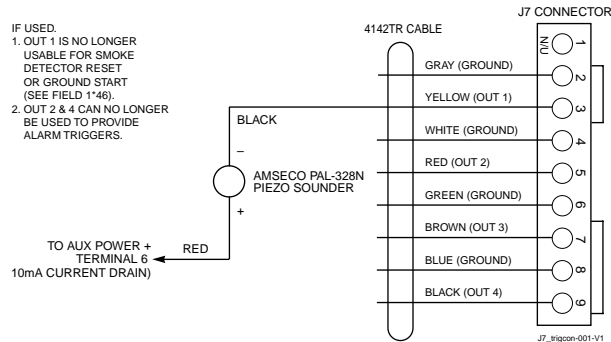 J7 CONNECTOR
4142TR CABLE
IF USED.
1. OUT 1 IS NO LONGER
USABLE FOR SMOKE
DETECTOR RESET
OR GROUND START
(SEE FIELD 1*46).
2. OUT 2 & 4 CAN NO LONGER
BE USED TO PROVIDE
ALARM TRIGGERS.
N/U
1
GRAY (GROUND)
2
YELLOW (OUT 1)
3
BLACK
WHITE (GROUND)
4
–
AMSECO PAL-328N
PIEZO SOUNDER
+
RED (OUT 2)
5
GREEN (GROUND)
6
BROWN (OUT 3)
7
TO AUX POWER +
TERMINAL 6
10mA CURRENT DRAIN)
RED
BLUE (GROUND)
8
BLACK (OUT 4)
9
J7_trigcon-001-V1